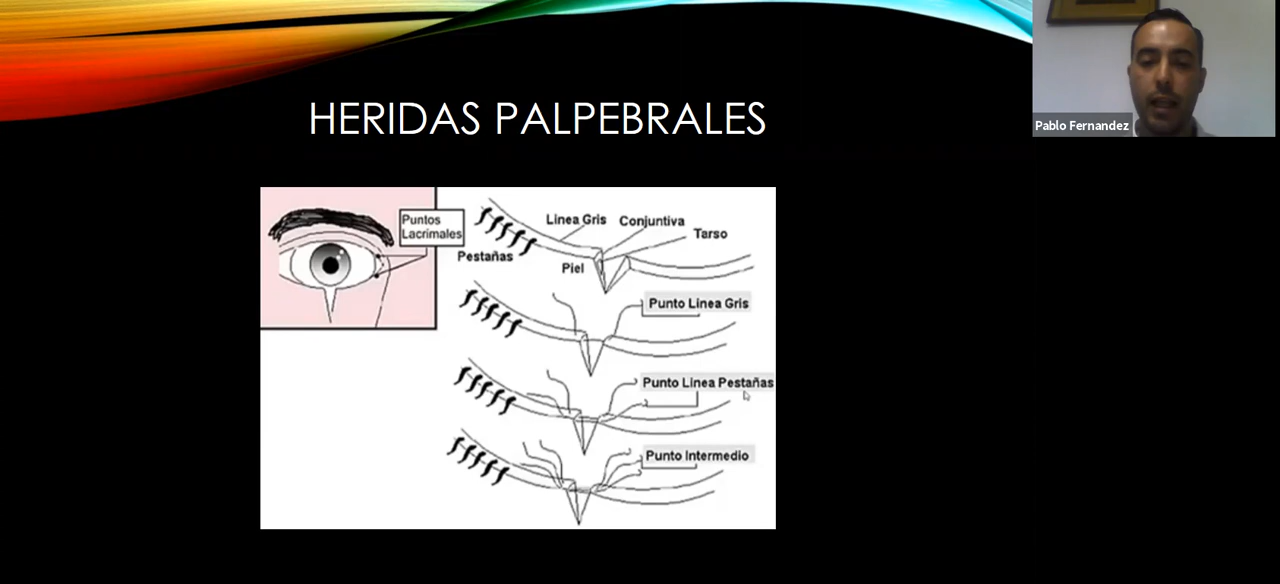 HERIDAS PALPEBRALES
Pablo Fernandez
Puntos
Lacrimales
Linea Gris
Conjuntiva
Tarso
Pestañas
Piel
Punto Linea Gris
Punto Linea Pestañas
Punto Intermedio